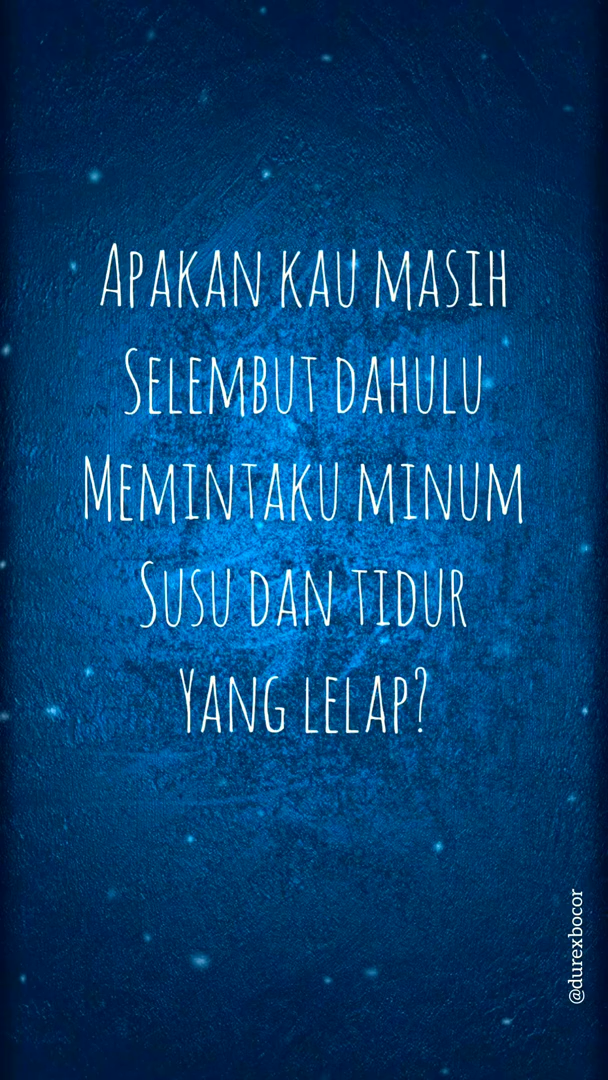 Apakan kau masih
Selembut dahulu
Memintaku minum
Susu dan tidur
Yang lelap?
@durexbocor